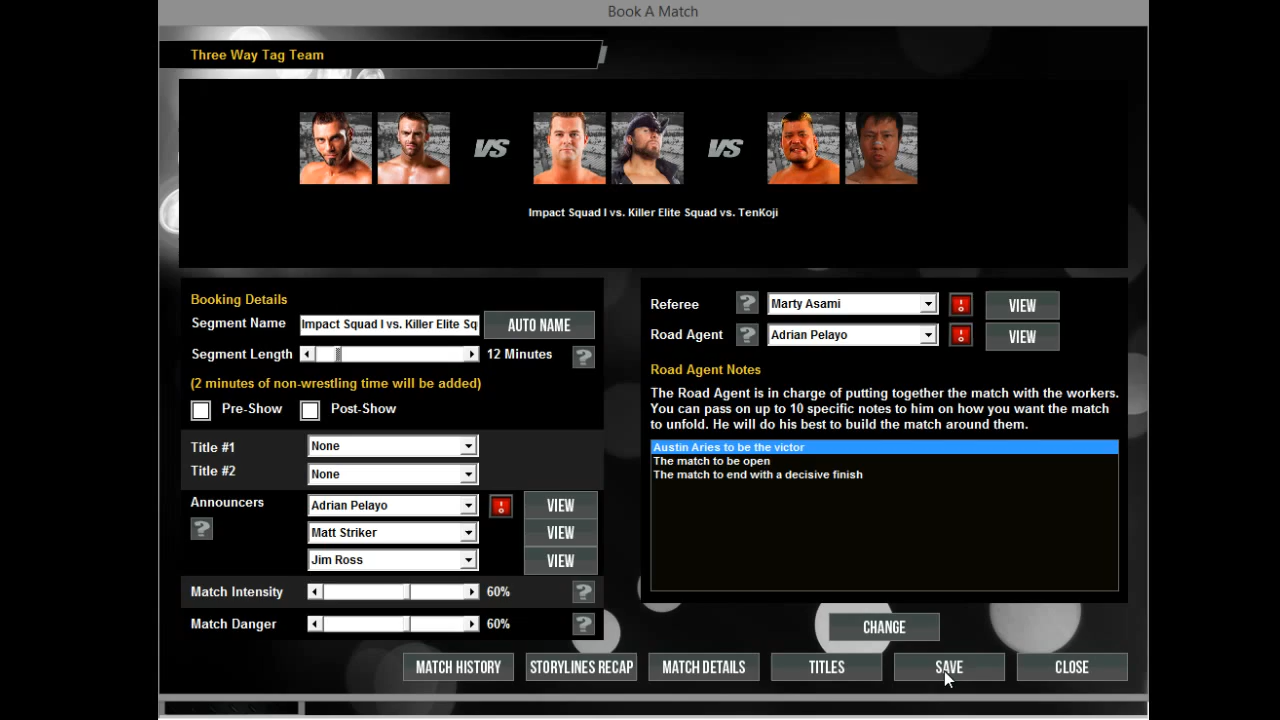 Book A Match
Three Way Tag Team
VS VS
Impact Squad I vs. Killer Elite Squad vs. TenKoji
Booking Details
Segment Name Impact Squad I vs. Killer Elite Sq AUTO NAME
Segment Length 12 Minutes ?
(2 minutes of non-wrestling time will be added)
Pre-Show Post-Show
Title #1 None
Title #2 None
Announcers Adrian Pelayo VIEW
? Matt Striker VIEW
Jim Ross VIEW
Match Intensity 60% ?
Match Danger 60% ?
Referee ? Marty Asami VIEW
Road Agent ? Adrian Pelayo VIEW
Road Agent Notes
The Road Agent is in charge of putting together the match with the workers.
You can pass on up to 10 specific notes to him on how you want the match
to unfold. He will do his best to build the match around them.
Austin Aries to be the victor
The match to be open
The match to end with a decisive finish
CHANGE
MATCH HISTORY STORYLINES RECAP MATCH DETAILS TITLES SAVE CLOSE